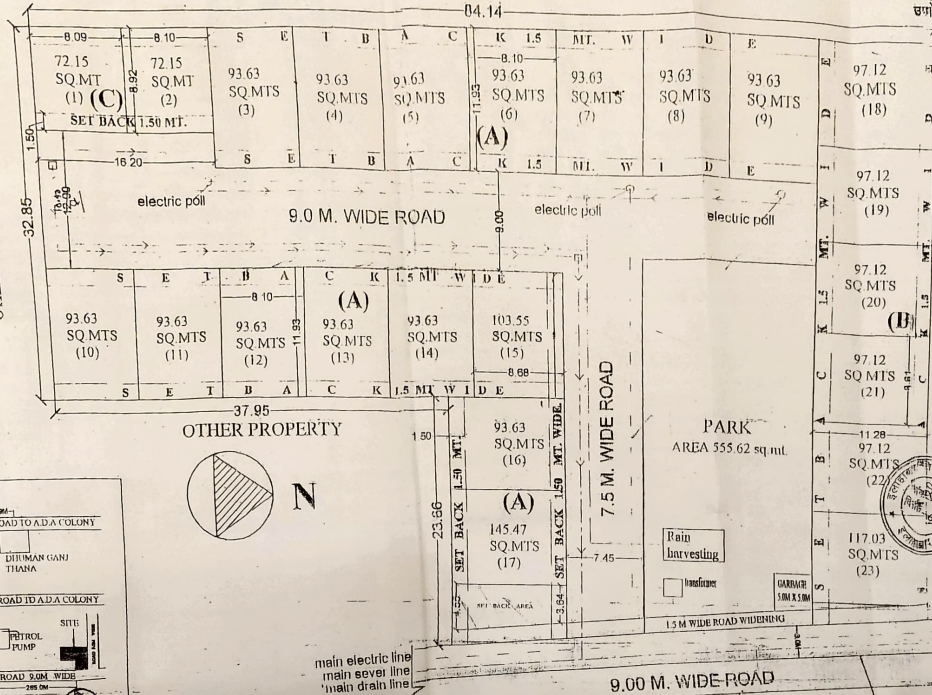 84.14
8.09
8.10
S E T B A C K 1.5 MT. W I D E
8.10
72.15
SQ.MT
(1)
(C)
8.92
72.15
SQ.MT
(2)
93.63
SQ.MTS
(3)
93.63
SQ.MTS
(4)
93.63
SQ.MTS
(5)
11.93
93.63
SQ.MTS
(6)
93.63
SQ.MTS
(7)
93.63
SQ.MTS
(8)
93.63
SQ.MTS
(9)
(A)
SET BACK 1.50 MT.
1.50
16.20
S E T B A C K 1.5 MT. W I D E
97.12
SQ.MTS
(18)
97.12
SQ.MTS
(19)
97.12
SQ.MTS
(20)
(B)
97.12
SQ.MTS
(21)
11.28
97.12
SQ.MTS
(22)
117.03
SQ.MTS
(23)
S E T B A C K 1.5 MT. W I D E
32.85
electric poll
9.0 M. WIDE ROAD
9.00
electric poll
electric poll
S E T B A C K 1.5 MT W I D E
8.10
(A)
93.63
SQ.MTS
(10)
93.63
SQ.MTS
(11)
93.63
SQ.MTS
(12)
11.93
93.63
SQ.MTS
(13)
93.63
SQ.MTS
(14)
103.55
SQ.MTS
(15)
8.68
S E T B A C K 1.5 MT W I D E
37.95
OTHER PROPERTY
N
1.50
23.66
SET BACK 1.50 MT.
93.63
SQ.MTS
(16)
(A)
145.47
SQ.MTS
(17)
SET BACK 1.50 MT. WIDE.
SET BACK AREA
3.64
7.5 M. WIDE ROAD
7.45
PARK
AREA 555.62 sq.mt.
Rain
harvesting
transformer
GARBAGE
5.0M X 5.0M
1.5 M WIDE ROAD WIDENING
main electric line
main sever line
main drain line
9.00 M. WIDE ROAD
ROAD TO A.D.A COLONY
DHUMAN GANJ
THANA
ROAD TO A.D.A COLONY
SITE
PETROL
PUMP
ROAD 9.0M WIDE